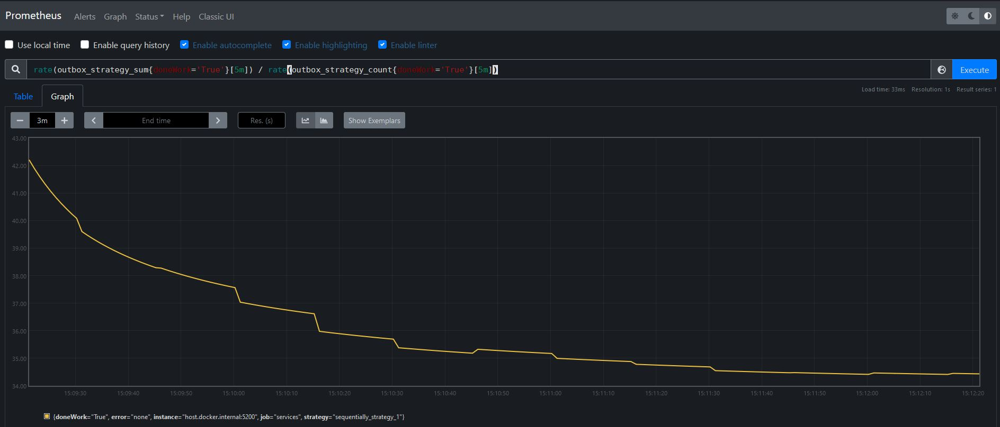 Prometheus Alerts Graph Status Help Classic UI
Use local time Enable query history Enable autocomplete Enable highlighting Enable linter
rate(outbox_strategy_sum{doneWork='True'}[5m]) / rate(outbox_strategy_count{doneWork='True'}[5m]) Execute
Load time: 33ms Resolution: 1s Result series: 1
Table Graph
3m End time Res. (s) Show Exemplars
43.00
42.00
41.00
40.00
39.00
38.00
37.00
36.00
35.00
34.00
15:09:30 15:09:40 15:09:50 15:10:00 15:10:10 15:10:20 15:10:30 15:10:40 15:10:50 15:11:00 15:11:10 15:11:20 15:11:30 15:11:40 15:11:50 15:12:00 15:12:10 15:12:20
{doneWork="True", error="none", instance="host.docker.internal:5200", job="services", strategy="sequentially_strategy_1"}